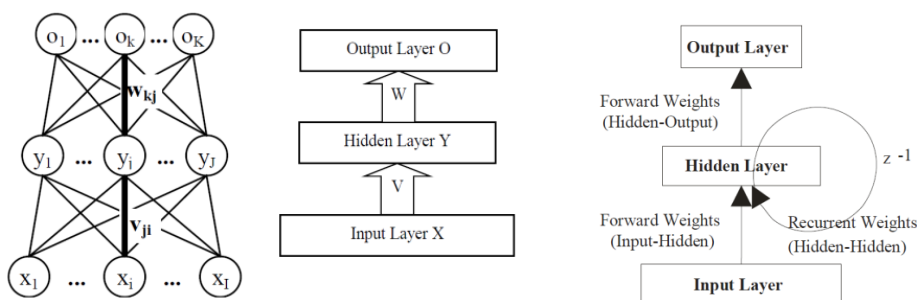 o1 ... ok ... oK
wkj
y1 ... yj ... yJ
vji
x1 ... xi ... xI
Output Layer O
W
Hidden Layer Y
V
Input Layer X
Output Layer
Forward Weights
(Hidden-Output)
Hidden Layer
z -1
Forward Weights
(Input-Hidden)
Recurrent Weights
(Hidden-Hidden)
Input Layer